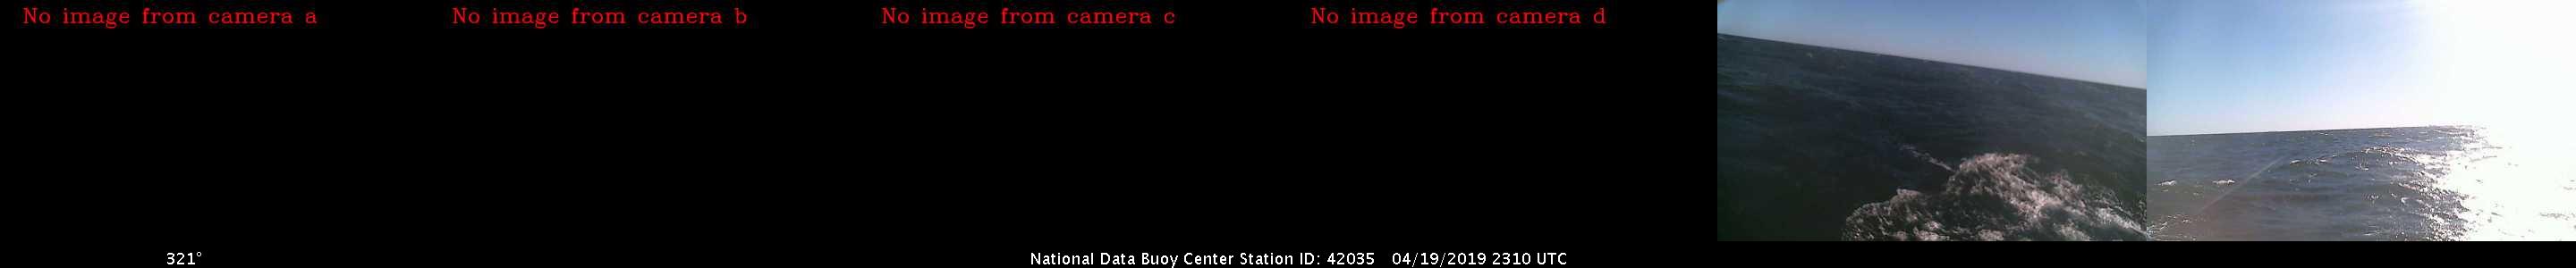 No image from camera a
No image from camera b
No image from camera c
No image from camera d
321°
National Data Buoy Center Station ID: 42035 04/19/2019 2310 UTC